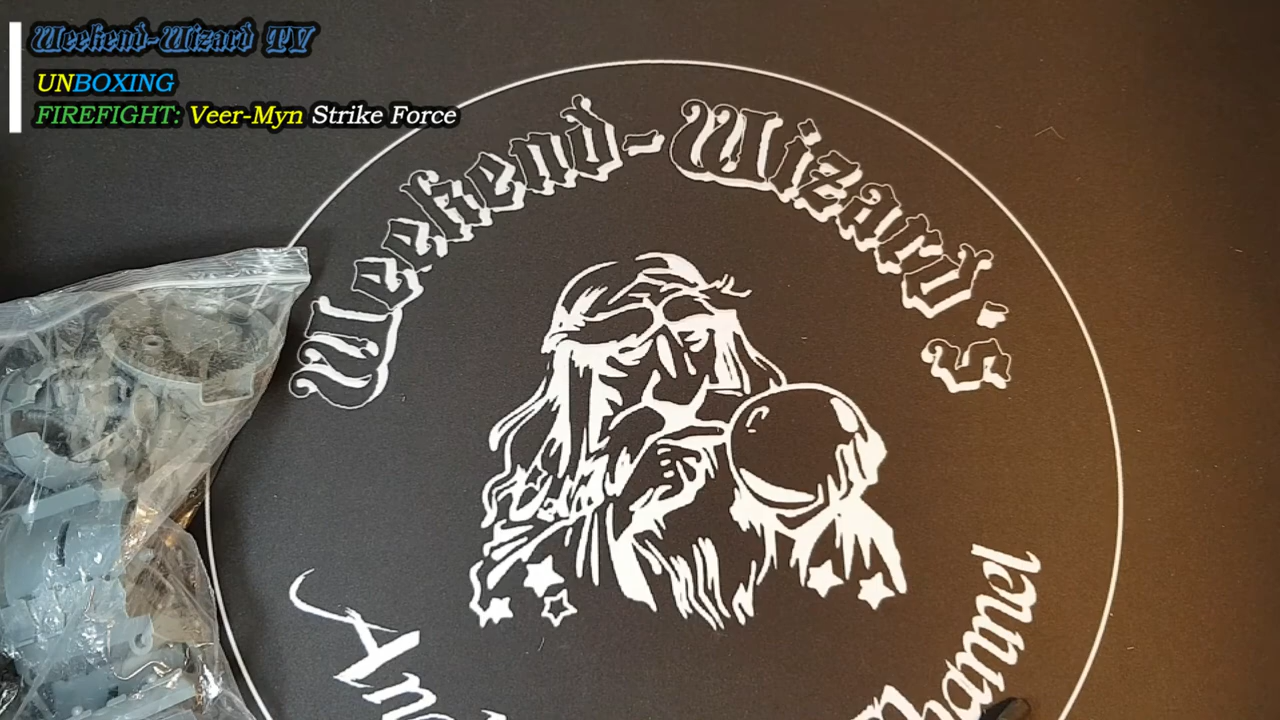 Weekend-Wizard TV
UNBOXING
FIREFIGHT: Veer-Myn Strike Force
Weekend-Wizard's